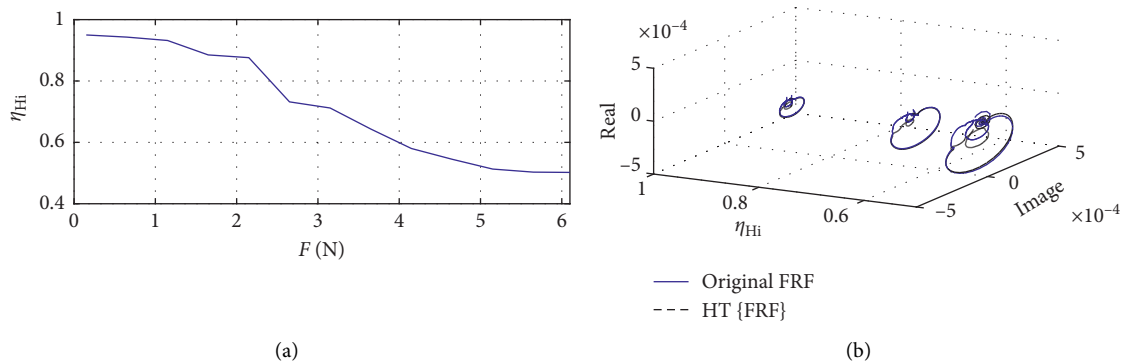 1
0.8
0.6
0.4
η_Hi
0 1 2 3 4 5 6
F (N)
(a)
×10⁻⁴
5
0
−5
Real
1
0.8
0.6
η_Hi
−5
0
5
Image
×10⁻⁴
Original FRF
HT {FRF}
(b)